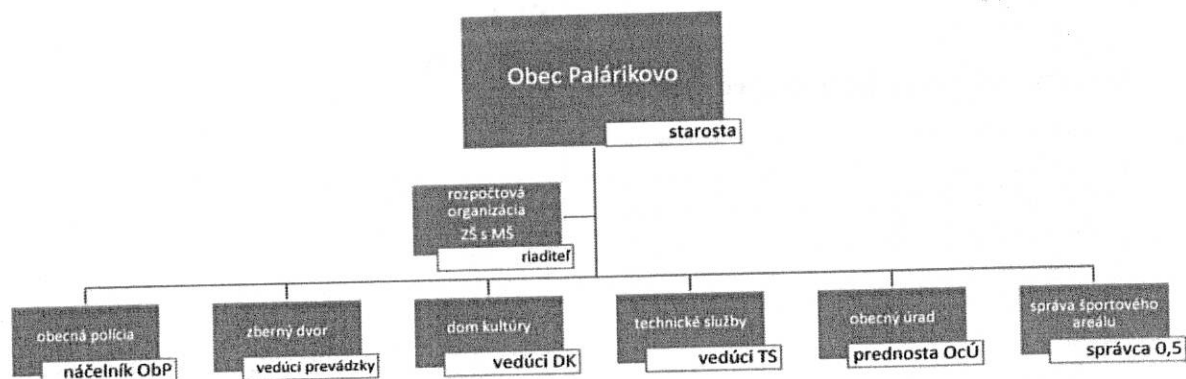 Obec Palárikovo
starosta
rozpočtová
organizácia
ZŠ s MŠ
riaditeľ
obecná polícia
náčelník ObP
zberný dvor
vedúci prevádzky
dom kultúry
vedúci DK
technické služby
vedúci TS
obecný úrad
prednosta OcÚ
správa športového
areálu
správca 0,5